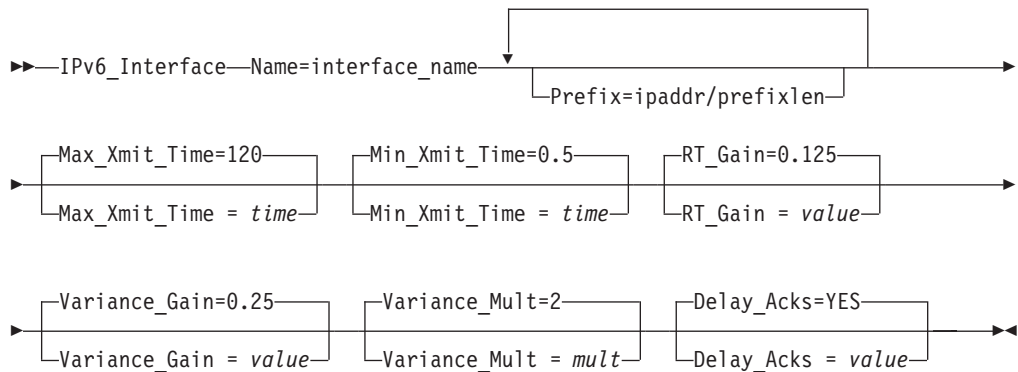 IPv6_Interface Name=interface_name
Prefix=ipaddr/prefixlen
Max_Xmit_Time=120 Min_Xmit_Time=0.5 RT_Gain=0.125
Max_Xmit_Time = time Min_Xmit_Time = time RT_Gain = value
Variance_Gain=0.25 Variance_Mult=2 Delay_Acks=YES
Variance_Gain = value Variance_Mult = mult Delay_Acks = value